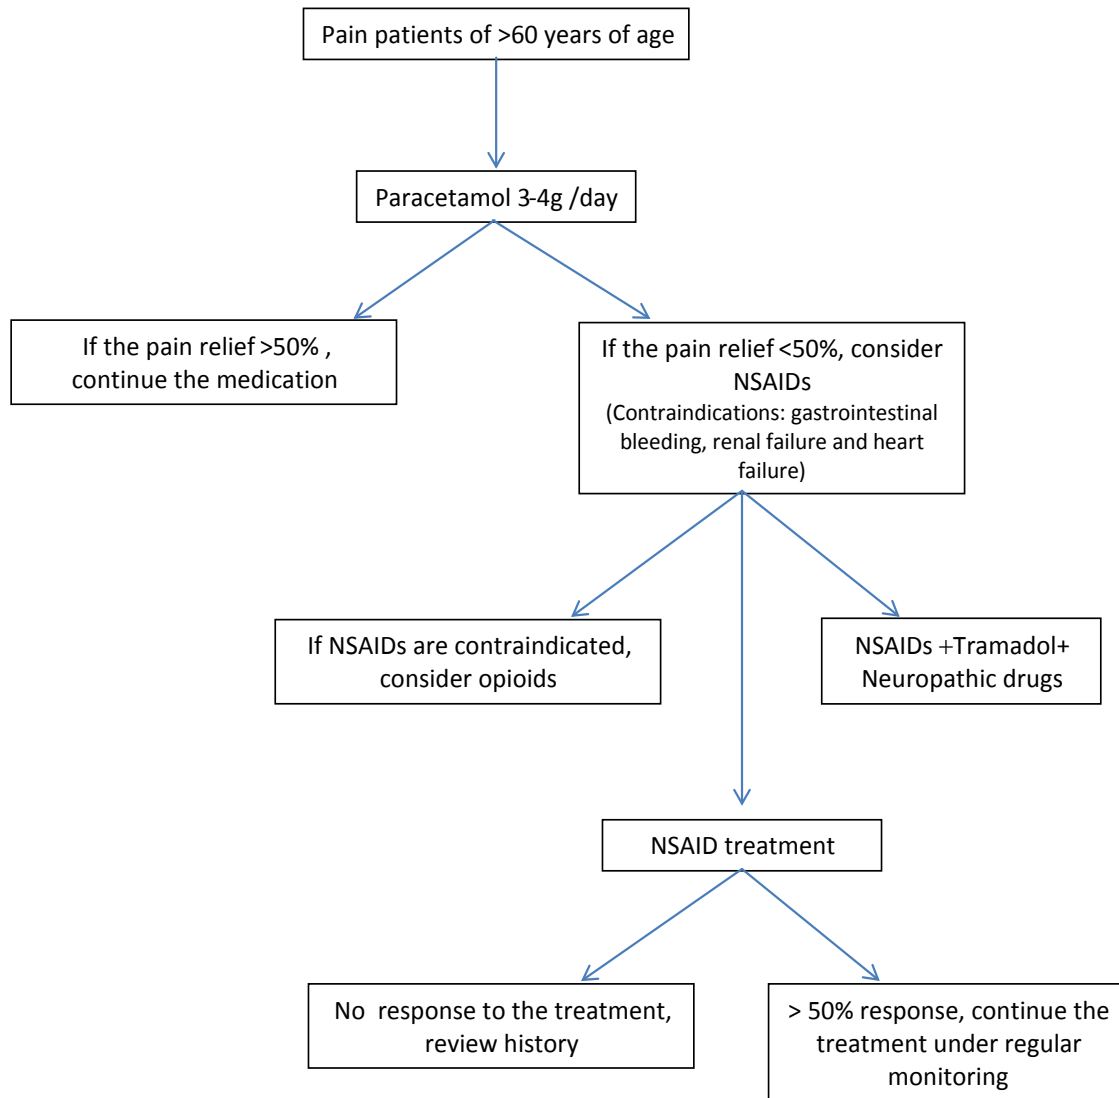 Pain patients of >60 years of age
Paracetamol 3-4g /day
If the pain relief >50% ,
continue the medication
If the pain relief <50%, consider
NSAIDs
(Contraindications: gastrointestinal
bleeding, renal failure and heart
failure)
If NSAIDs are contraindicated,
consider opioids
NSAIDs +Tramadol+
Neuropathic drugs
NSAID treatment
No response to the treatment,
review history
> 50% response, continue the
treatment under regular
monitoring